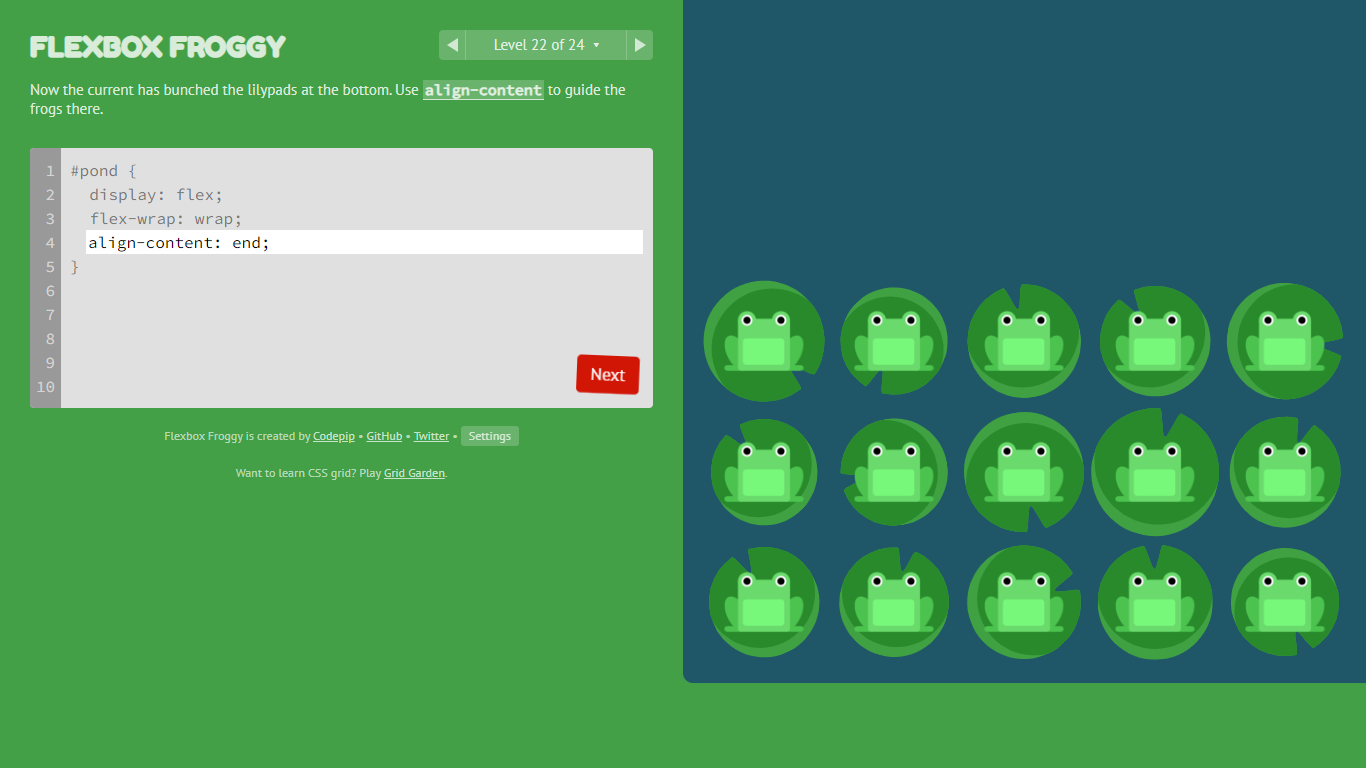 FLEXBOX FROGGY
Level 22 of 24
Now the current has bunched the lilypads at the bottom. Use align-content to guide the
frogs there.
1 #pond {
2 display: flex;
3 flex-wrap: wrap;
4 align-content: end;
5 }
6
7
8
9
10
Next
Flexbox Froggy is created by Codepip • GitHub • Twitter • Settings
Want to learn CSS grid? Play Grid Garden.